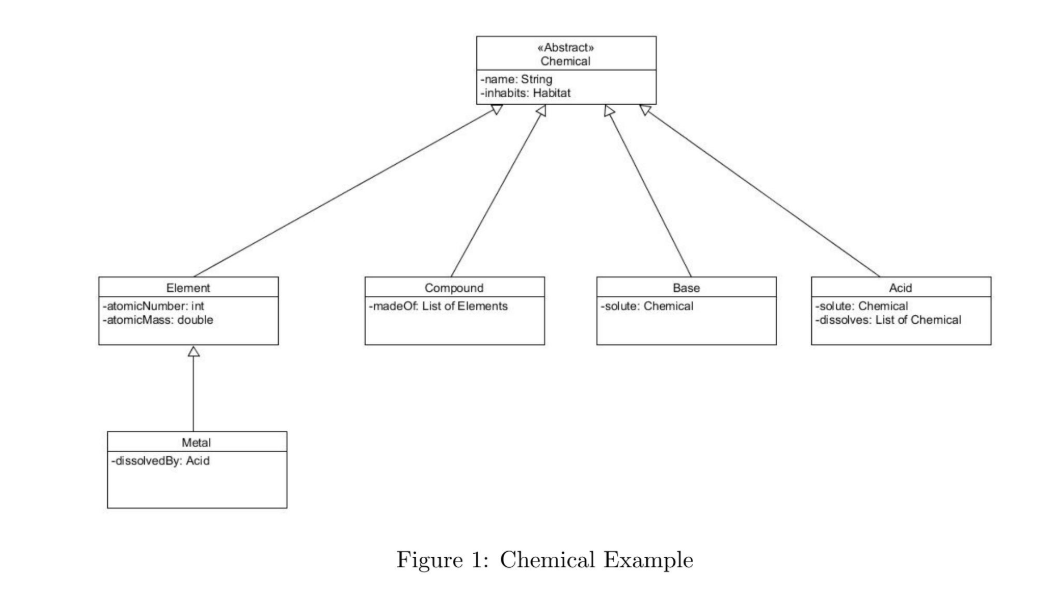 «Abstract»
Chemical
-name: String
-inhabits: Habitat
Element
-atomicNumber: int
-atomicMass: double
Compound
-madeOf: List of Elements
Base
-solute: Chemical
Acid
-solute: Chemical
-dissolves: List of Chemical
Metal
-dissolvedBy: Acid
Figure 1: Chemical Example